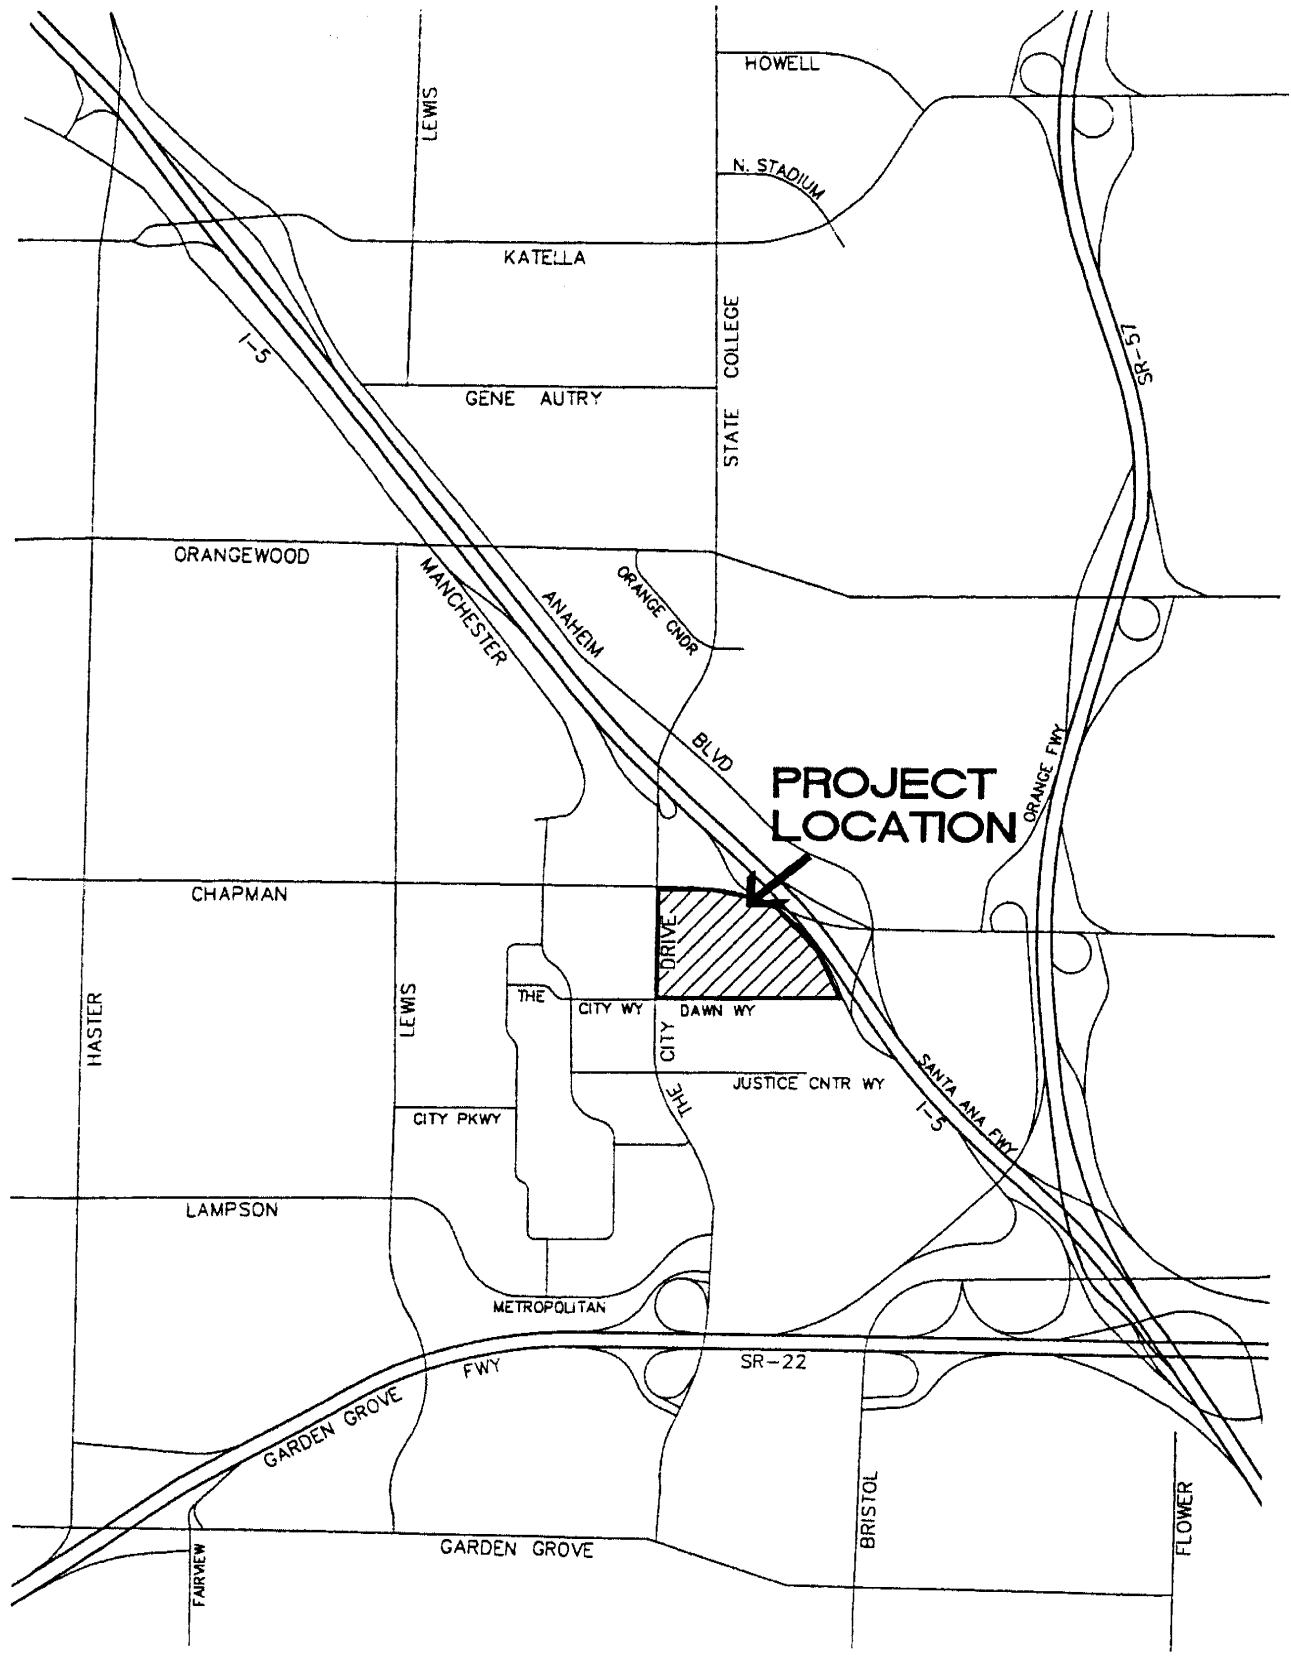 HOWELL
LEWIS
N. STADIUM
KATELLA
I-5
STATE COLLEGE
SR-57
GENE AUTRY
ORANGEWOOD
MANCHESTER
ANAHEIM
BLVD
ORANGE CNDR
ORANGE FWY
PROJECT
LOCATION
CHAPMAN
DRIVE
HASTER
LEWIS
THE
CITY WY
DAWN WY
CITY
THE
JUSTICE CNTR WY
CITY PKWY
SANTA ANA FWY
I-5
LAMPSON
METROPOLITAN
SR-22
GARDEN GROVE
FWY
BRISTOL
FLOWER
FAIRVIEW
GARDEN GROVE